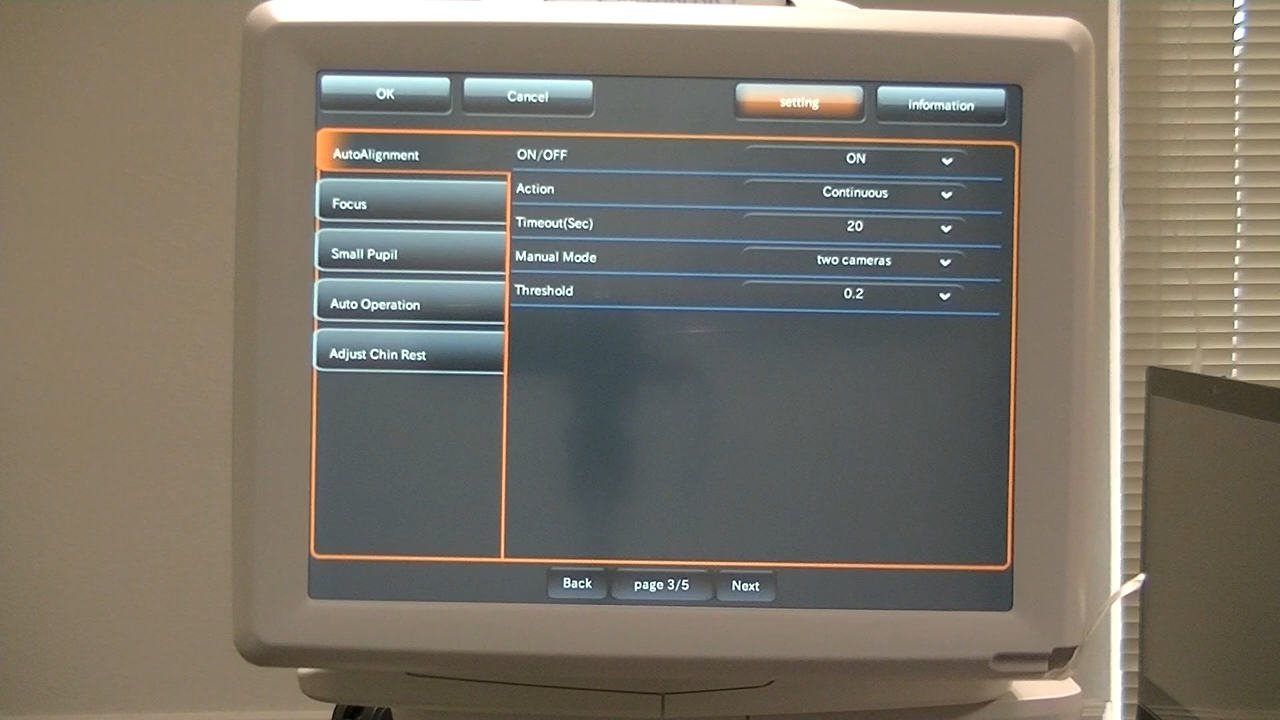 OK
Cancel
setting
information
AutoAlignment
ON/OFF
ON
Action
Continuous
Focus
Timeout(Sec)
20
Small Pupil
Manual Mode
two cameras
Threshold
0.2
Auto Operation
Adjust Chin Rest
Back
page 3/5
Next